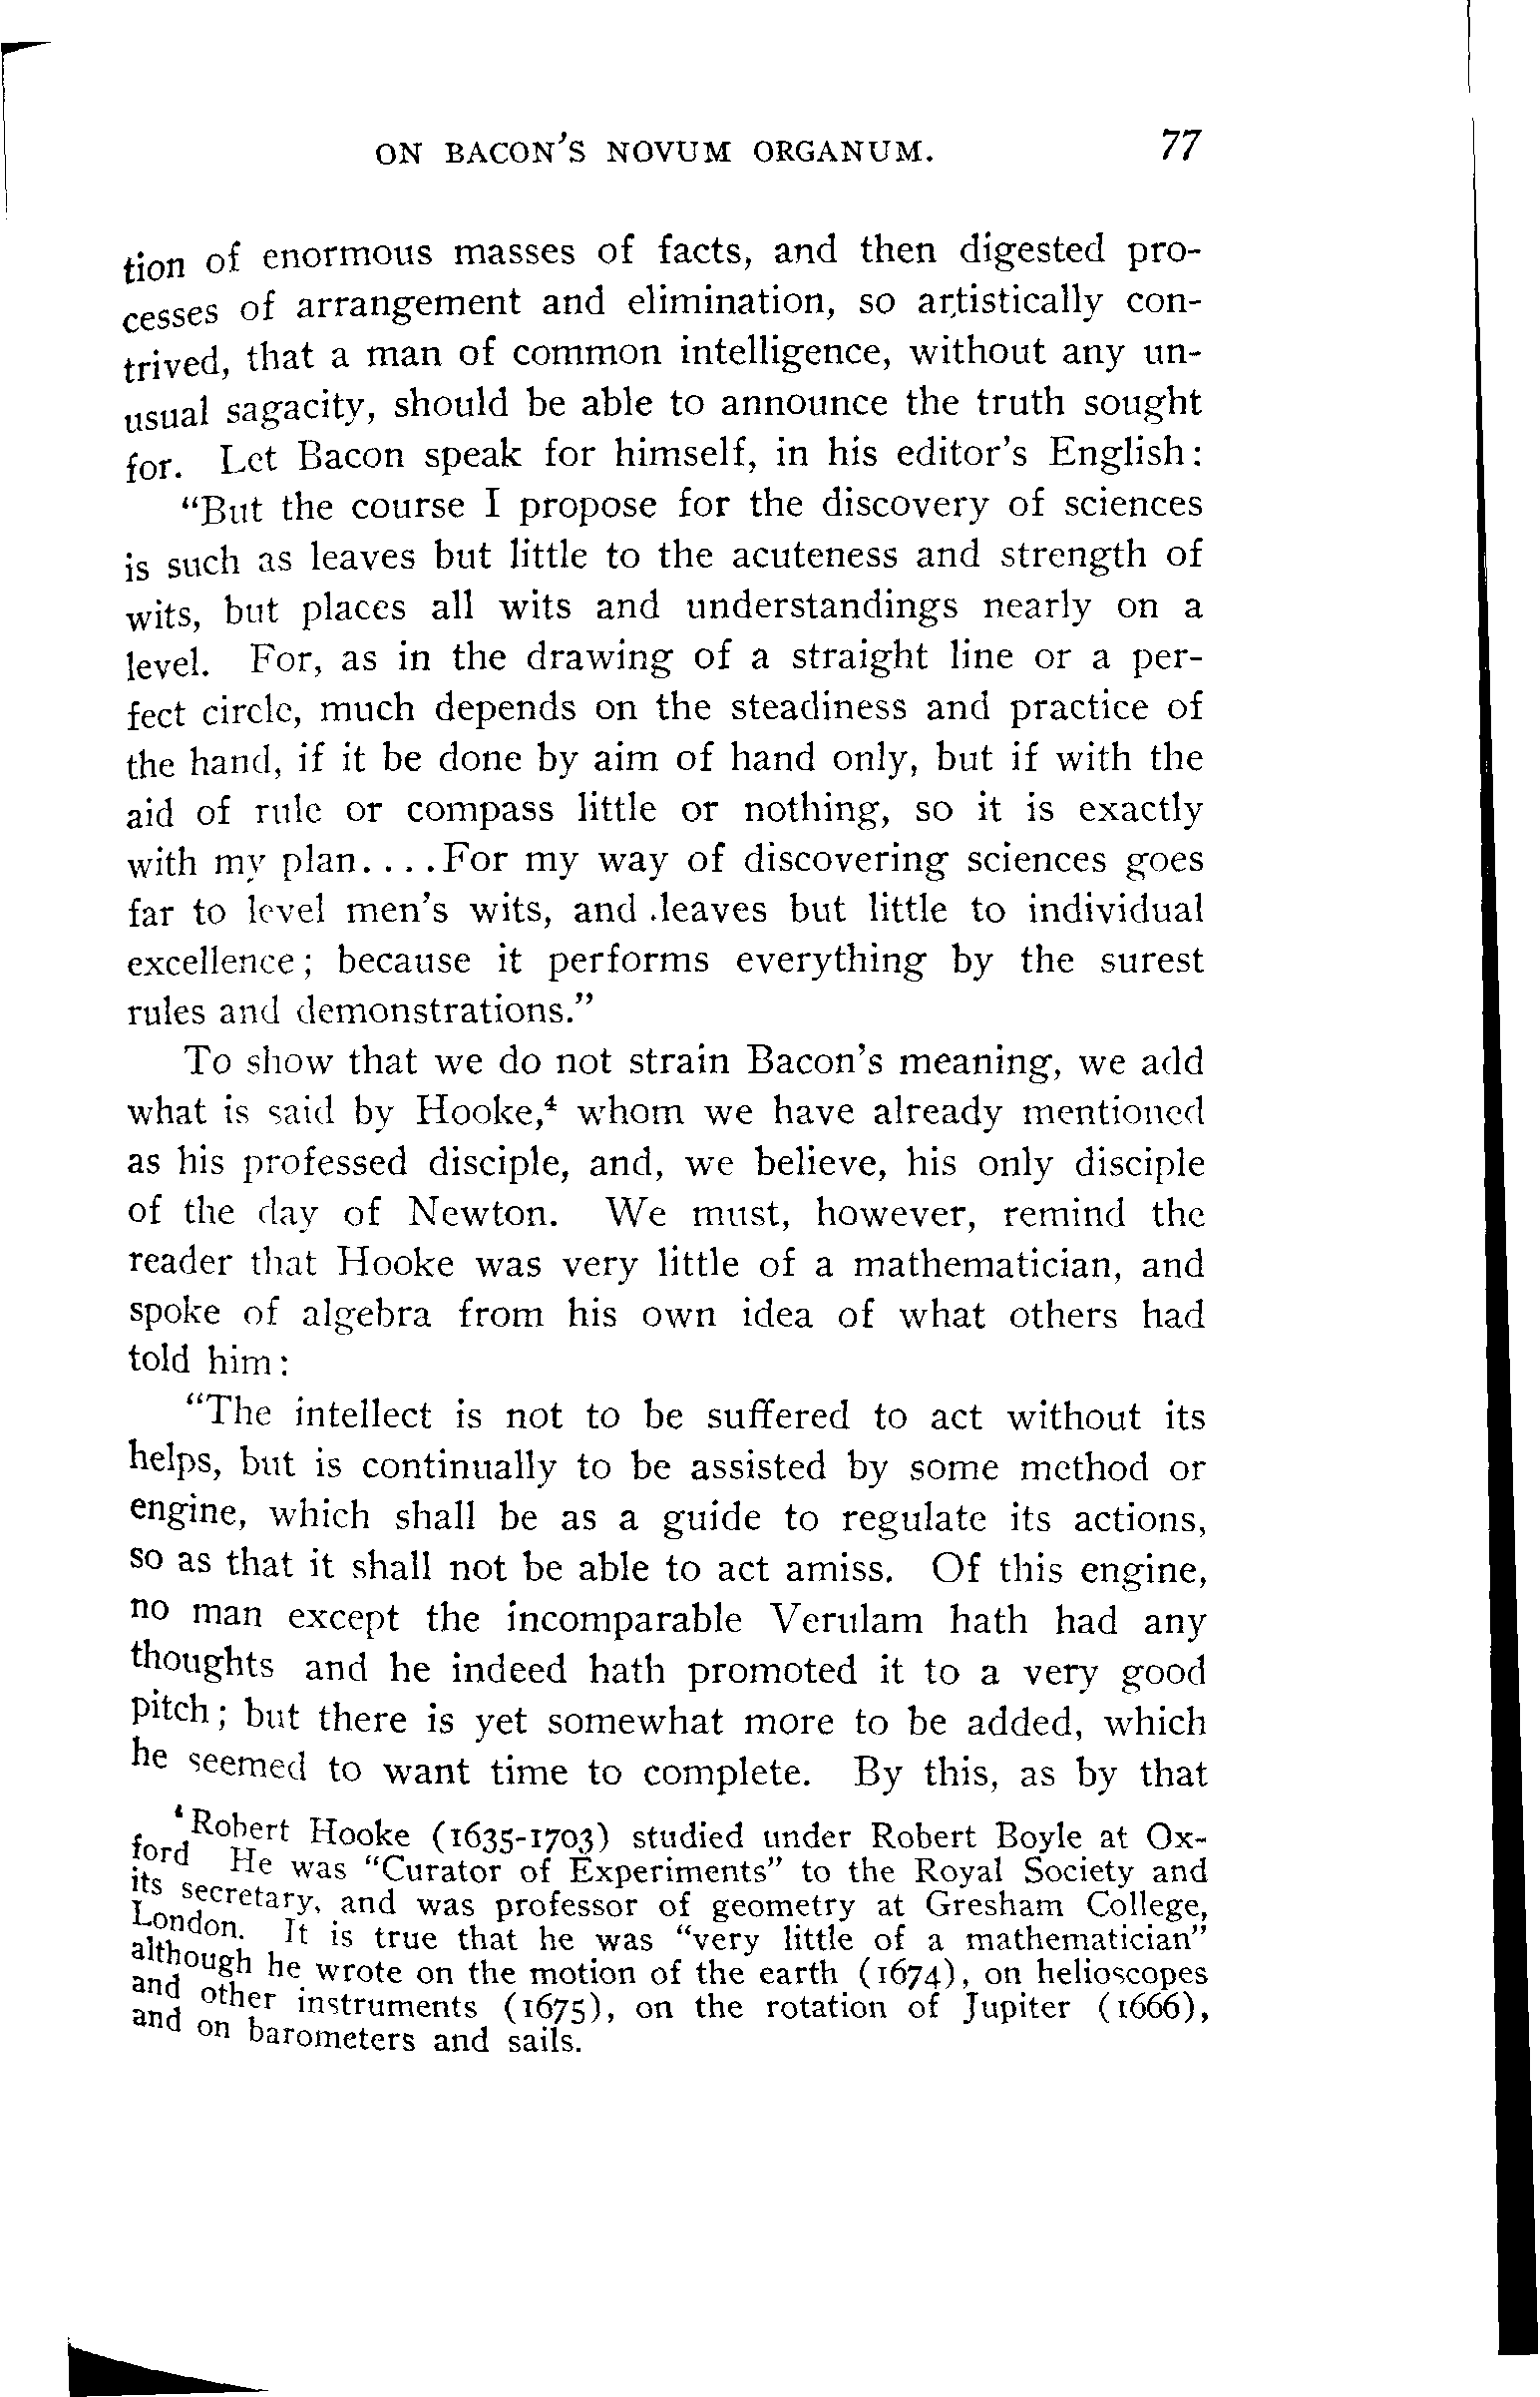 ON BACON'S NOVUM ORGANUM. 77
tion of enormous masses of facts, and then digested pro-
cesses of arrangement and elimination, so artistically con-
trived, that a man of common intelligence, without any un-
usual sagacity, should be able to announce the truth sought
for. Let Bacon speak for himself, in his editor's English:
"But the course I propose for the discovery of sciences
is such as leaves but little to the acuteness and strength of
wits, but places all wits and understandings nearly on a
level. For, as in the drawing of a straight line or a per-
fect circle, much depends on the steadiness and practice of
the hand, if it be done by aim of hand only, but if with the
aid of rule or compass little or nothing, so it is exactly
with my plan. . . .For my way of discovering sciences goes
far to level men's wits, and leaves but little to individual
excellence; because it performs everything by the surest
rules and demonstrations."
To show that we do not strain Bacon's meaning, we add
what is said by Hooke,⁴ whom we have already mentioned
as his professed disciple, and, we believe, his only disciple
of the day of Newton. We must, however, remind the
reader that Hooke was very little of a mathematician, and
spoke of algebra from his own idea of what others had
told him:
"The intellect is not to be suffered to act without its
helps, but is continually to be assisted by some method or
engine, which shall be as a guide to regulate its actions,
so as that it shall not be able to act amiss. Of this engine,
no man except the incomparable Verulam hath had any
thoughts and he indeed hath promoted it to a very good
pitch; but there is yet somewhat more to be added, which
he seemed to want time to complete. By this, as by that
⁴ Robert Hooke (1635-1703) studied under Robert Boyle at Ox-
ford He was "Curator of Experiments" to the Royal Society and
its secretary, and was professor of geometry at Gresham College,
London. It is true that he was "very little of a mathematician"
although he wrote on the motion of the earth (1674), on helioscopes
and other instruments (1675), on the rotation of Jupiter (1666),
and on barometers and sails.